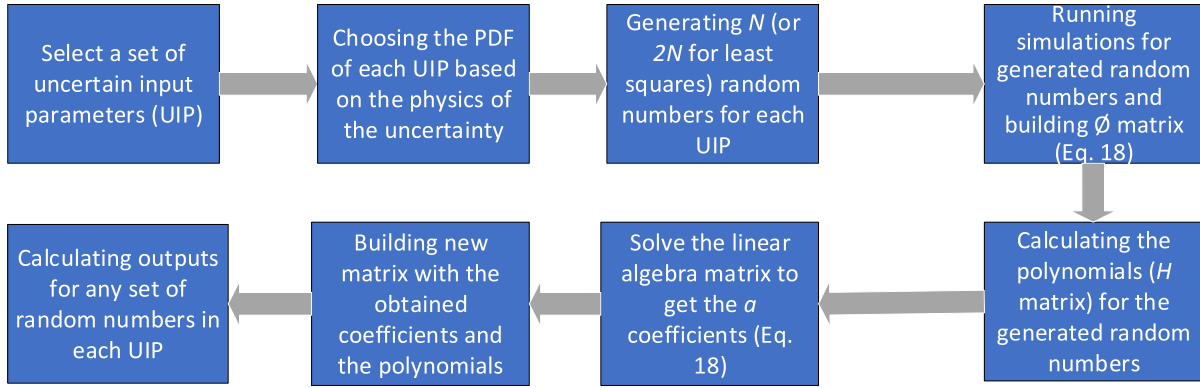 Select a set of
uncertain input
parameters (UIP)
Choosing the PDF
of each UIP based
on the physics of
the uncertainty
Generating N (or
2N for least
squares) random
numbers for each
UIP
Running
simulations for
generated random
numbers and
building Ø matrix
(Eq. 18)
Calculating the
polynomials (H
matrix) for the
generated random
numbers
Solve the linear
algebra matrix to
get the a
coefficients (Eq.
18)
Building new
matrix with the
obtained
coefficients and
the polynomials
Calculating outputs
for any set of
random numbers in
each UIP